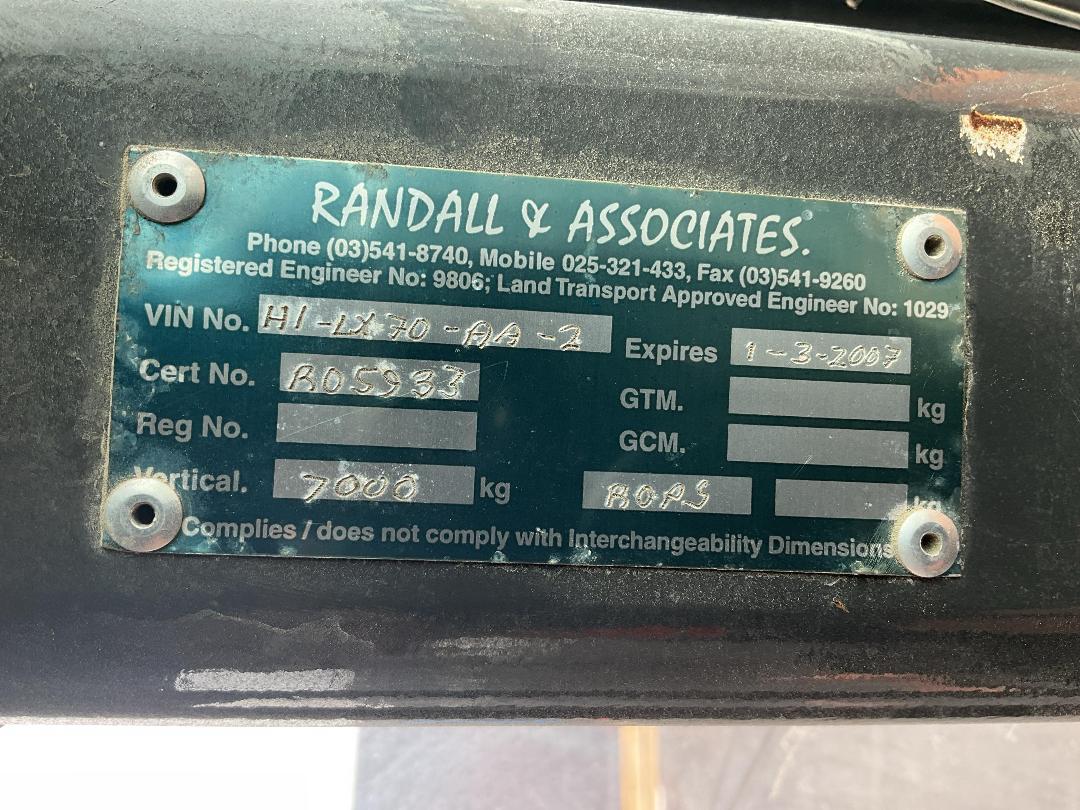 RANDALL & ASSOCIATES.
Phone (03)541-8740, Mobile 025-321-433, Fax (03)541-9260
Registered Engineer No: 9806; Land Transport Approved Engineer No: 1029
VIN No. H1-LX70-AA-2 Expires 1-3-2007
Cert No. R05933 GTM. kg
Reg No. GCM. kg
Vertical. 7000 kg ROPS kg
Complies / does not comply with Interchangeability Dimensions